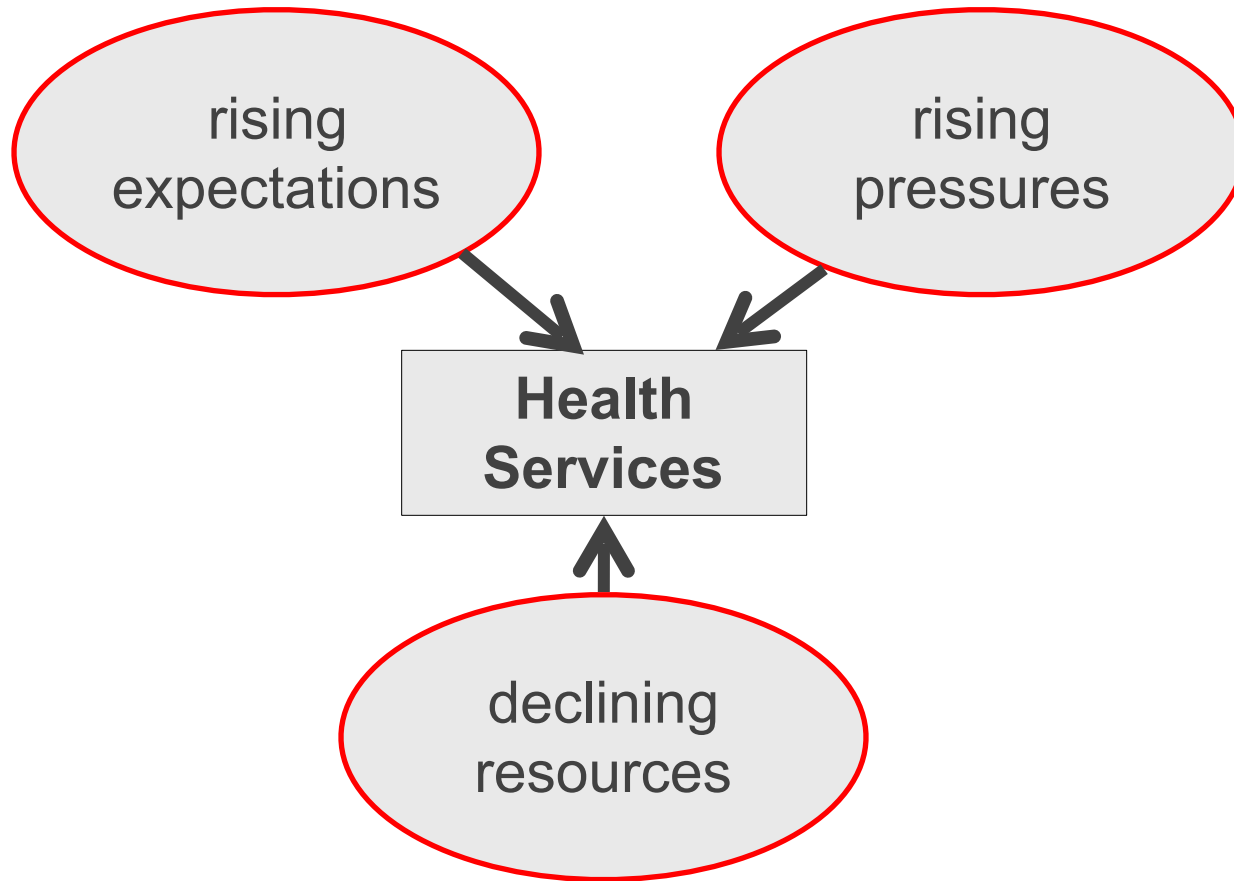 rising
expectations
rising
pressures
Health
Services
declining
resources